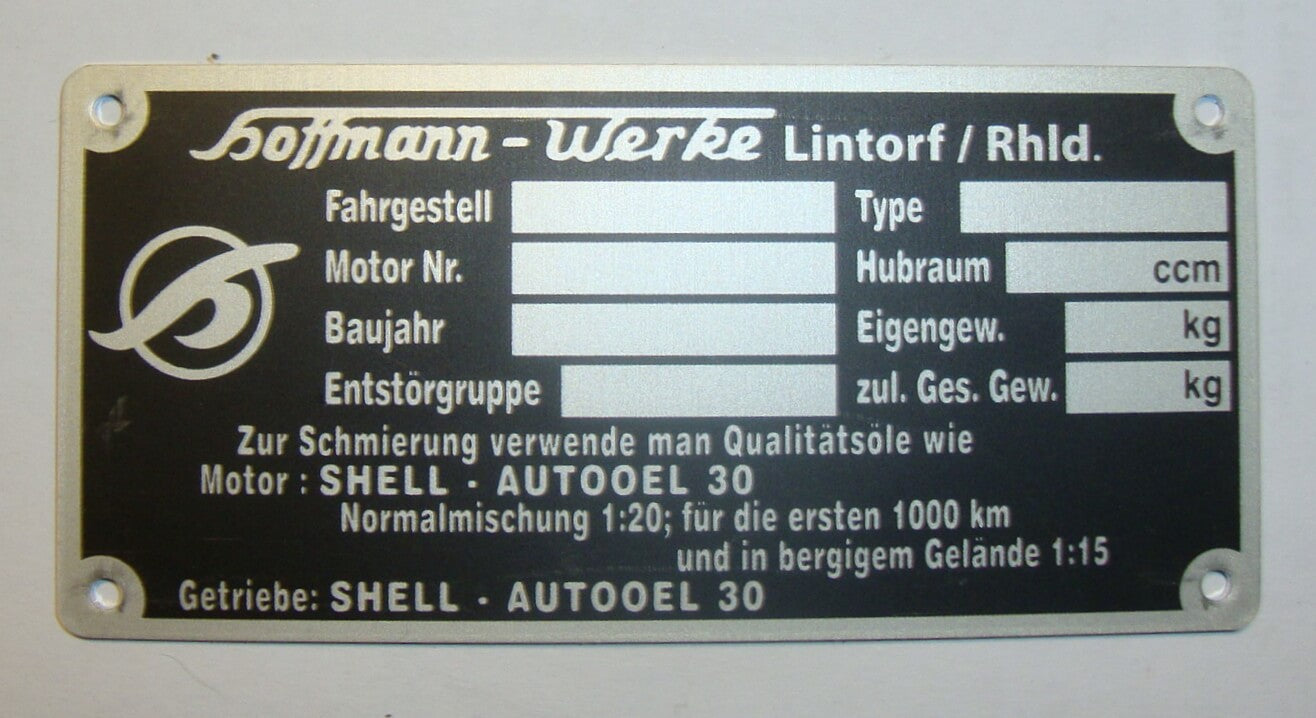 Hoffmann - Werke Lintorf / Rhld.
Fahrgestell Type
Motor Nr. Hubraum ccm
Baujahr Eigengew. kg
Entstörgruppe zul. Ges. Gew. kg
Zur Schmierung verwende man Qualitätsöle wie
Motor : SHELL - AUTOOEL 30
Normalmischung 1:20; für die ersten 1000 km
und in bergigem Gelände 1:15
Getriebe: SHELL - AUTOOEL 30